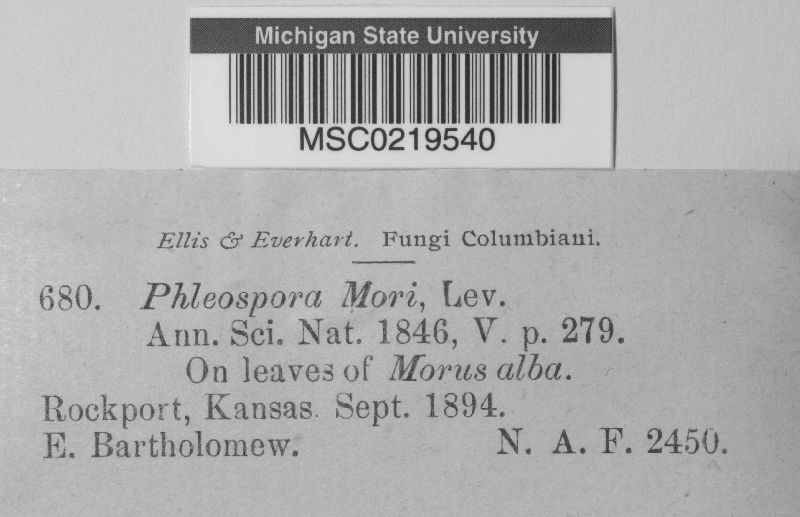 Michigan State University
MSC0219540
Ellis & Everhart. Fungi Columbiani.
680. Phleospora Mori, Lev.
Ann. Sci. Nat. 1846, V. p. 279.
On leaves of Morus alba.
Rockport, Kansas. Sept. 1894.
E. Bartholomew. N. A. F. 2450.